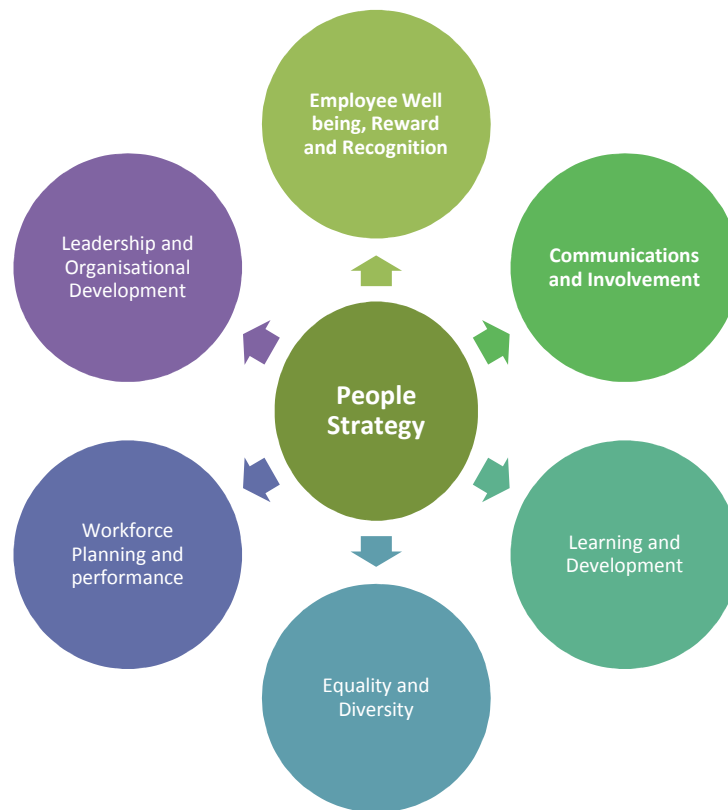 Employee Well
being, Reward
and Recognition
Leadership and
Organisational
Development
Communications
and Involvement
People
Strategy
Workforce
Planning and
performance
Learning and
Development
Equality and
Diversity